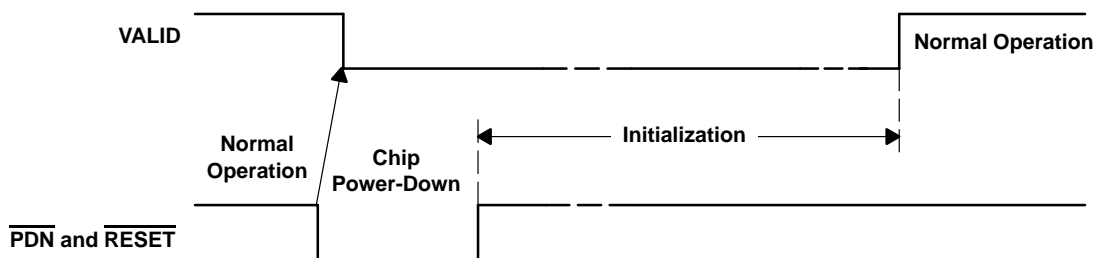 VALID
Normal Operation
Initialization
Normal
Operation
Chip
Power-Down
PDN and RESET